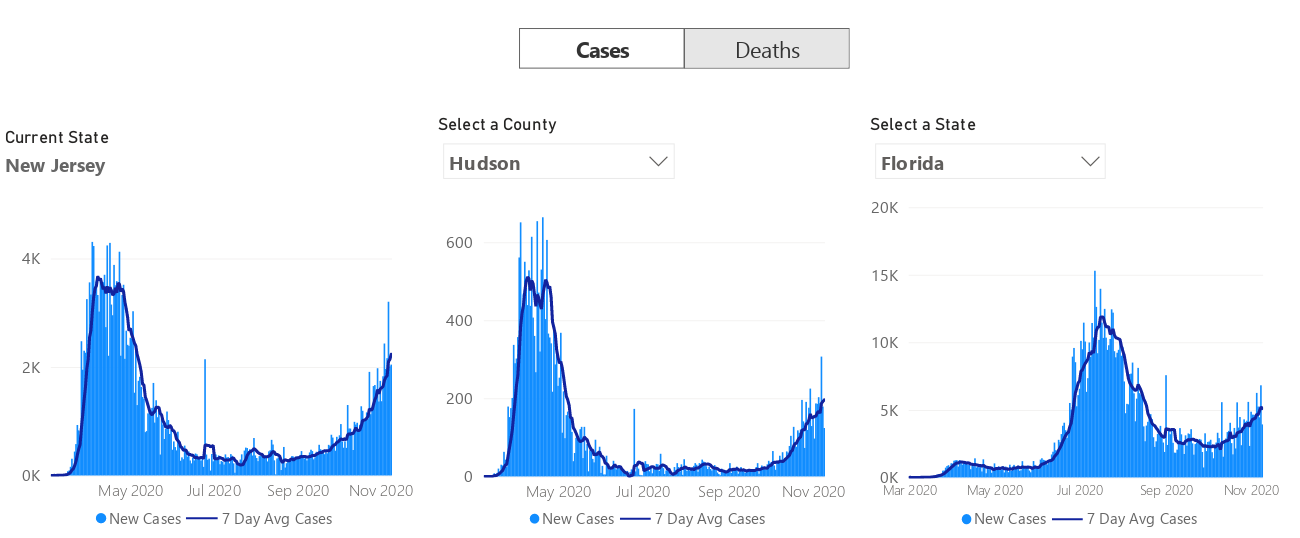 Cases Deaths
Current State
New Jersey
4K
2K
0K
May 2020 Jul 2020 Sep 2020 Nov 2020
New Cases 7 Day Avg Cases
Select a County
Hudson
600
400
200
0
May 2020 Jul 2020 Sep 2020 Nov 2020
New Cases 7 Day Avg Cases
Select a State
Florida
20K
15K
10K
5K
0K
Mar 2020 May 2020 Jul 2020 Sep 2020 Nov 2020
New Cases 7 Day Avg Cases